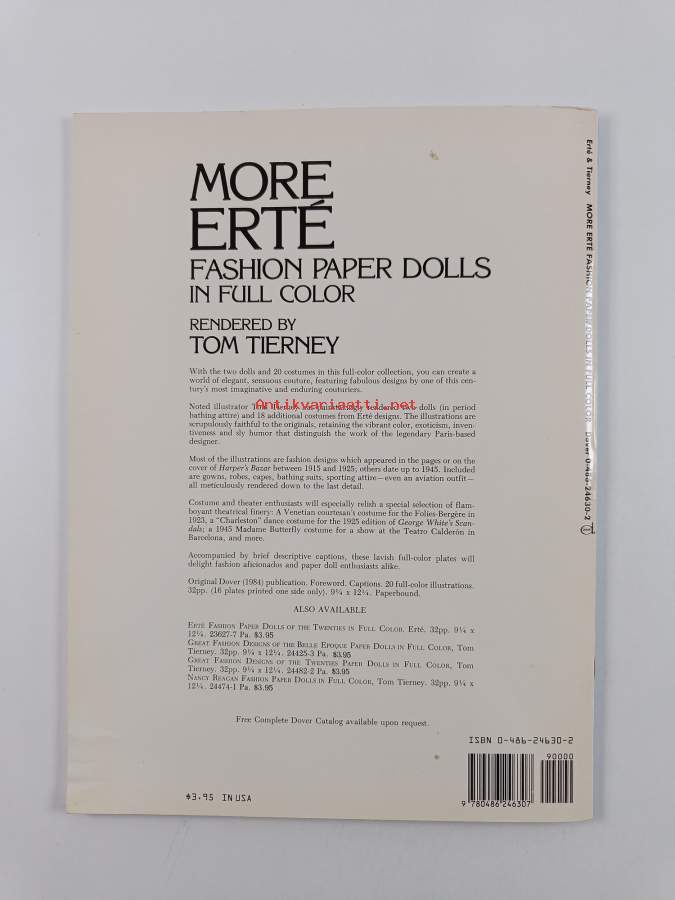 MORE
ERTÉ
FASHION PAPER DOLLS
IN FULL COLOR
RENDERED BY
TOM TIERNEY
With the two dolls and 20 costumes in this full-color collection, you can create a
world of elegant, sensuous couture, featuring fabulous designs by one of this cen-
tury's most imaginative and enduring couturiers.
Antikvariaatti.net
Noted illustrator Tom Tierney has painstakingly rendered two dolls (in period
bathing attire) and 18 additional costumes from Erté designs. The illustrations are
scrupulously faithful to the originals, retaining the vibrant color, exoticism, inven-
tiveness and sly humor that distinguish the work of the legendary Paris-based
designer.
Most of the illustrations are fashion designs which appeared in the pages or on the
cover of Harper's Bazar between 1915 and 1925; others date up to 1945. Included
are gowns, robes, capes, bathing suits, sporting attire—even an aviation outfit—
all meticulously rendered down to the last detail.
Costume and theater enthusiasts will especially relish a special selection of flam-
boyant theatrical finery: A Venetian courtesan's costume for the Folies-Bergère in
1923, a "Charleston" dance costume for the 1925 edition of George White's Scan-
dals; a 1945 Madame Butterfly costume for a show at the Teatro Calderón in
Barcelona, and more.
Accompanied by brief descriptive captions, these lavish full-color plates will
delight fashion aficionados and paper doll enthusiasts alike.
Original Dover (1984) publication. Foreword. Captions. 20 full-color illustrations.
32pp. (16 plates printed one side only). 9¼ x 12¼. Paperbound.
ALSO AVAILABLE
ERTÉ FASHION PAPER DOLLS OF THE TWENTIES IN FULL COLOR, Erté. 32pp. 9¼ x
12¼. 23627-7 Pa. $3.95
GREAT FASHION DESIGNS OF THE BELLE EPOQUE PAPER DOLLS IN FULL COLOR, Tom
Tierney. 32pp. 9¼ x 12¼. 24425-3 Pa. $3.95
GREAT FASHION DESIGNS OF THE TWENTIES PAPER DOLLS IN FULL COLOR, Tom
Tierney. 32pp. 9¼ x 12¼. 24482-2 Pa. $3.95
NANCY REAGAN FASHION PAPER DOLLS IN FULL COLOR, Tom Tierney. 32pp. 9¼ x
12¼. 24474-1 Pa. $3.95
Free Complete Dover Catalog available upon request.
$3.95 IN USA
ISBN 0-486-24630-2
90000
9 780486 246307
Erté & Tierney MORE ERTÉ FASHION PAPER DOLLS IN FULL COLOR Dover 0-486-24630-2